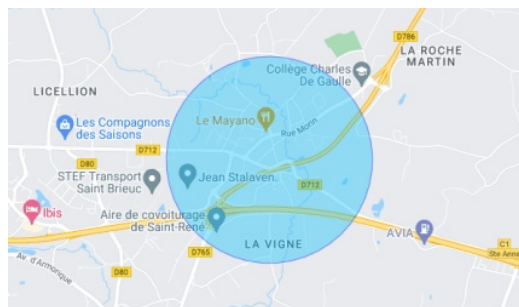 D786
LA ROCHE
MARTIN
Collège Charles
De Gaulle
LICELLION
Le Mayano
Les Compagnons
des Saisons
Rue Morin
D712
D80
STEF Transport
Saint Brieuc
Jean Stalaven.
D712
Ibis
Aire de covoiturage
de Saint-René
AVIA
LA VIGNE
C1
Ste Anne
D765
Av. d'Armorique
D80